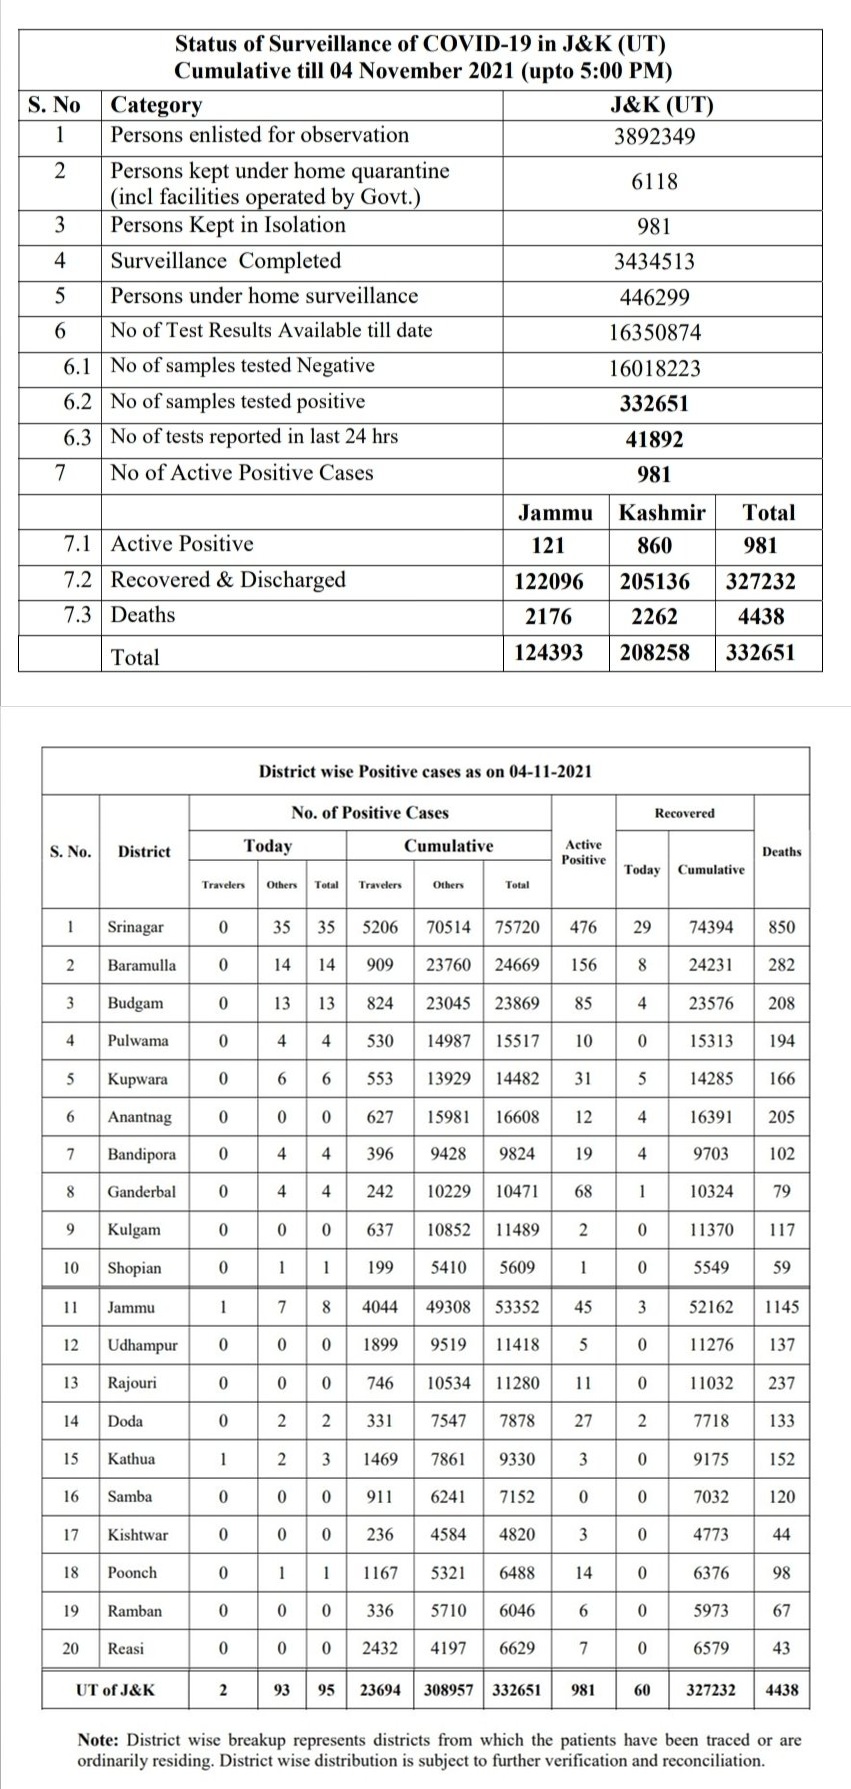 Status of Surveillance of COVID-19 in J&K (UT)
Cumulative till 04 November 2021 (upto 5:00 PM)
S. No Category J&K (UT)
1 Persons enlisted for observation 3892349
2 Persons kept under home quarantine
(incl facilities operated by Govt.) 6118
3 Persons Kept in Isolation 981
4 Surveillance Completed 3434513
5 Persons under home surveillance 446299
6 No of Test Results Available till date 16350874
6.1 No of samples tested Negative 16018223
6.2 No of samples tested positive 332651
6.3 No of tests reported in last 24 hrs 41892
7 No of Active Positive Cases 981
Jammu Kashmir Total
7.1 Active Positive 121 860 981
7.2 Recovered & Discharged 122096 205136 327232
7.3 Deaths 2176 2262 4438
Total 124393 208258 332651
District wise Positive cases as on 04-11-2021
No. of Positive Cases Recovered
S. No. District Today Cumulative Active
Positive Today Cumulative Deaths
Travelers Others Total Travelers Others Total
1 Srinagar 0 35 35 5206 70514 75720 476 29 74394 850
2 Baramulla 0 14 14 909 23760 24669 156 8 24231 282
3 Budgam 0 13 13 824 23045 23869 85 4 23576 208
4 Pulwama 0 4 4 530 14987 15517 10 0 15313 194
5 Kupwara 0 6 6 553 13929 14482 31 5 14285 166
6 Anantnag 0 0 0 627 15981 16608 12 4 16391 205
7 Bandipora 0 4 4 396 9428 9824 19 4 9703 102
8 Ganderbal 0 4 4 242 10229 10471 68 1 10324 79
9 Kulgam 0 0 0 637 10852 11489 2 0 11370 117
10 Shopian 0 1 1 199 5410 5609 1 0 5549 59
11 Jammu 1 7 8 4044 49308 53352 45 3 52162 1145
12 Udhampur 0 0 0 1899 9519 11418 5 0 11276 137
13 Rajouri 0 0 0 746 10534 11280 11 0 11032 237
14 Doda 0 2 2 331 7547 7878 27 2 7718 133
15 Kathua 1 2 3 1469 7861 9330 3 0 9175 152
16 Samba 0 0 0 911 6241 7152 0 0 7032 120
17 Kishtwar 0 0 0 236 4584 4820 3 0 4773 44
18 Poonch 0 1 1 1167 5321 6488 14 0 6376 98
19 Ramban 0 0 0 336 5710 6046 6 0 5973 67
20 Reasi 0 0 0 2432 4197 6629 7 0 6579 43
UT of J&K 2 93 95 23694 308957 332651 981 60 327232 4438
Note: District wise breakup represents districts from which the patients have been traced or are
ordinarily residing. District wise distribution is subject to further verification and reconciliation.